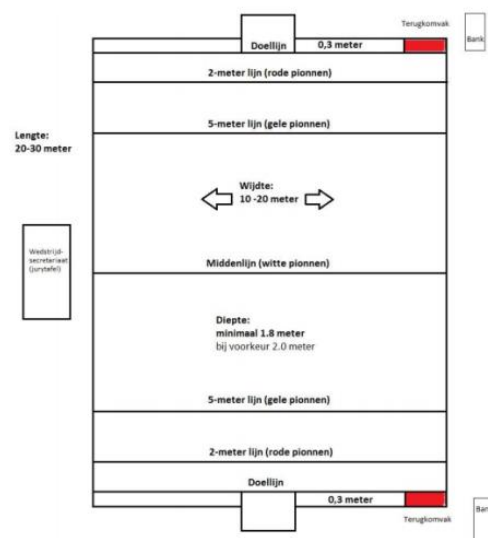 Terugkomvak
Doellijn
0,3 meter
Bank
2-meter lijn (rode pionnen)
5-meter lijn (gele pionnen)
Lengte:
20-30 meter
Wijdte:
10 -20 meter
Wedstrijd-
secretariaat
(jurytafel)
Middenlijn (witte pionnen)
Diepte:
minimaal 1.8 meter
bij voorkeur 2.0 meter
5-meter lijn (gele pionnen)
2-meter lijn (rode pionnen)
Doellijn
0,3 meter
Terugkomvak